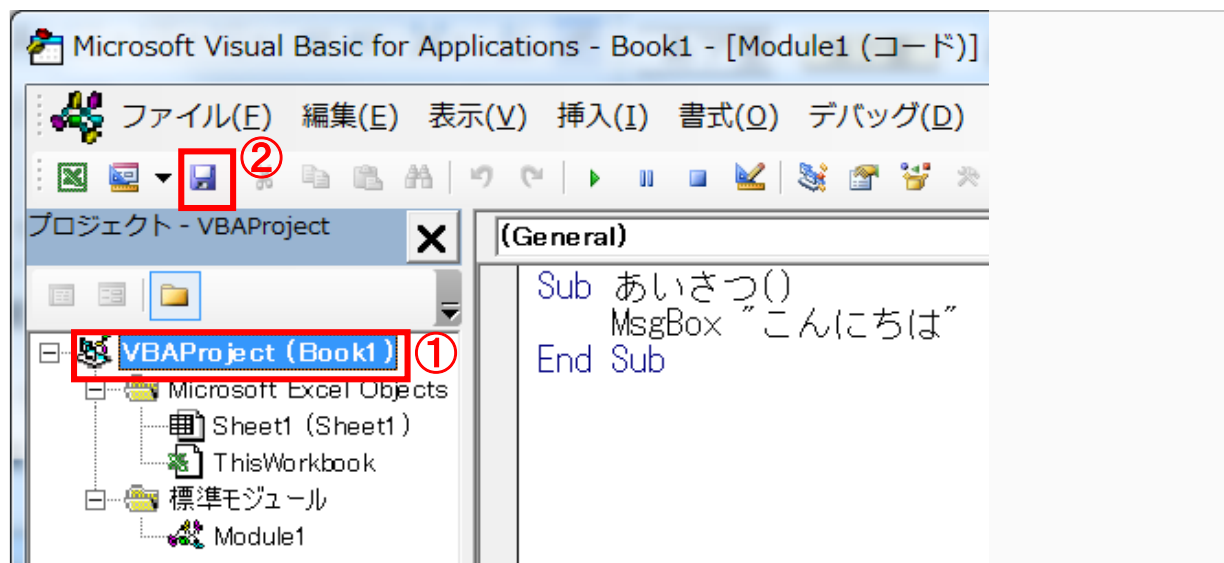 Microsoft Visual Basic for Applications - Book1 - [Module1 (コード)]
ファイル(F) 編集(E) 表示(V) 挿入(I) 書式(O) デバッグ(D)
②
プロジェクト - VBAProject
(General)
Sub あいさつ()
MsgBox "こんにちは"
End Sub
VBAProject (Book1)
①
Microsoft Excel Objects
Sheet1 (Sheet1)
ThisWorkbook
標準モジュール
Module1